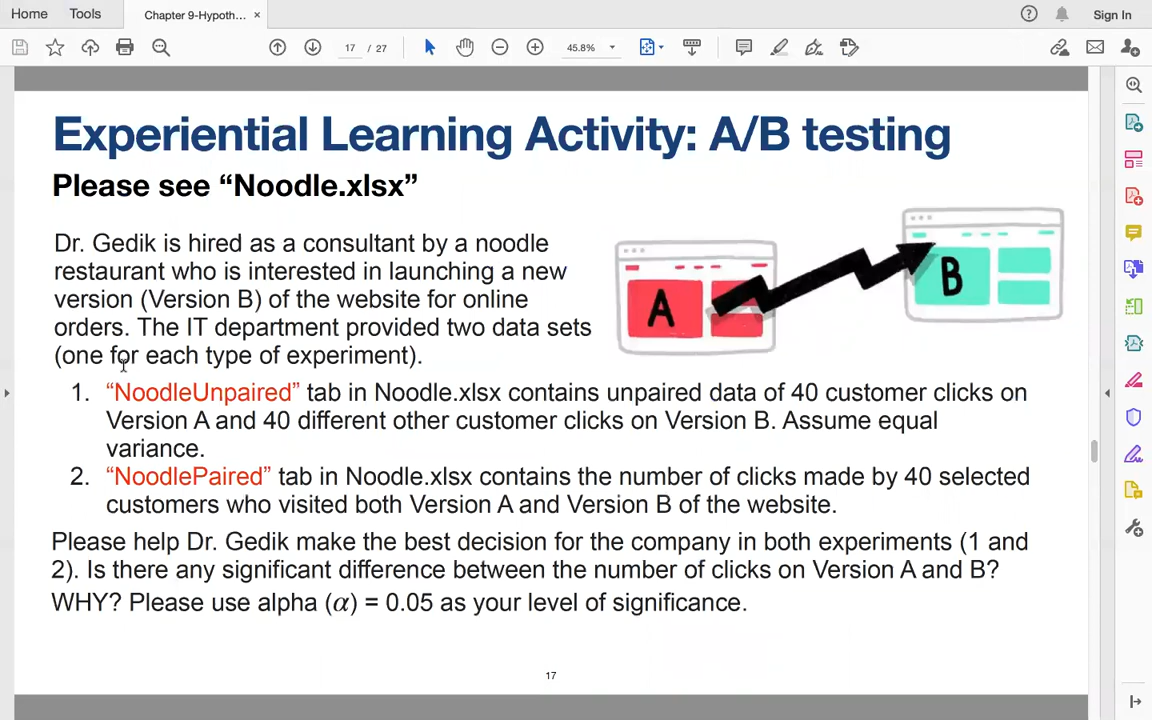 Home Tools Chapter 9-Hypoth... × Sign In
17 / 27 45.8%
Experiential Learning Activity: A/B testing
Please see “Noodle.xlsx”
Dr. Gedik is hired as a consultant by a noodle
restaurant who is interested in launching a new
version (Version B) of the website for online
orders. The IT department provided two data sets
(one for each type of experiment).
A
B
1. “NoodleUnpaired” tab in Noodle.xlsx contains unpaired data of 40 customer clicks on
Version A and 40 different other customer clicks on Version B. Assume equal
variance.
2. “NoodlePaired” tab in Noodle.xlsx contains the number of clicks made by 40 selected
customers who visited both Version A and Version B of the website.
Please help Dr. Gedik make the best decision for the company in both experiments (1 and
2). Is there any significant difference between the number of clicks on Version A and B?
WHY? Please use alpha (α) = 0.05 as your level of significance.
17